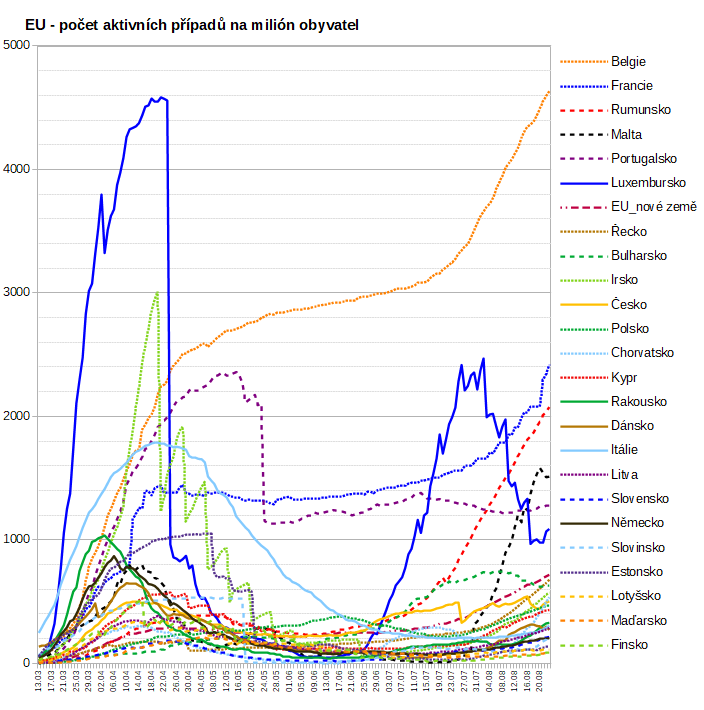 EU - počet aktivních případů na milión obyvatel
5000
4000
3000
2000
1000
0
13.03 17.03 21.03 25.03 29.03 02.04 06.04 10.04 14.04 18.04 22.04 26.04 30.04 04.05 08.05 12.05 16.05 20.05 24.05 28.05 01.06 05.06 09.06 13.06 17.06 21.06 25.06 29.06 03.07 07.07 11.07 15.07 19.07 23.07 27.07 31.07 04.08 08.08 12.08 16.08 20.08
Belgie
Francie
Rumunsko
Malta
Portugalsko
Luxembursko
EU_nové země
Řecko
Bulharsko
Irsko
Česko
Polsko
Chorvatsko
Kypr
Rakousko
Dánsko
Itálie
Litva
Slovensko
Německo
Slovinsko
Estonsko
Lotyšsko
Maďarsko
Finsko